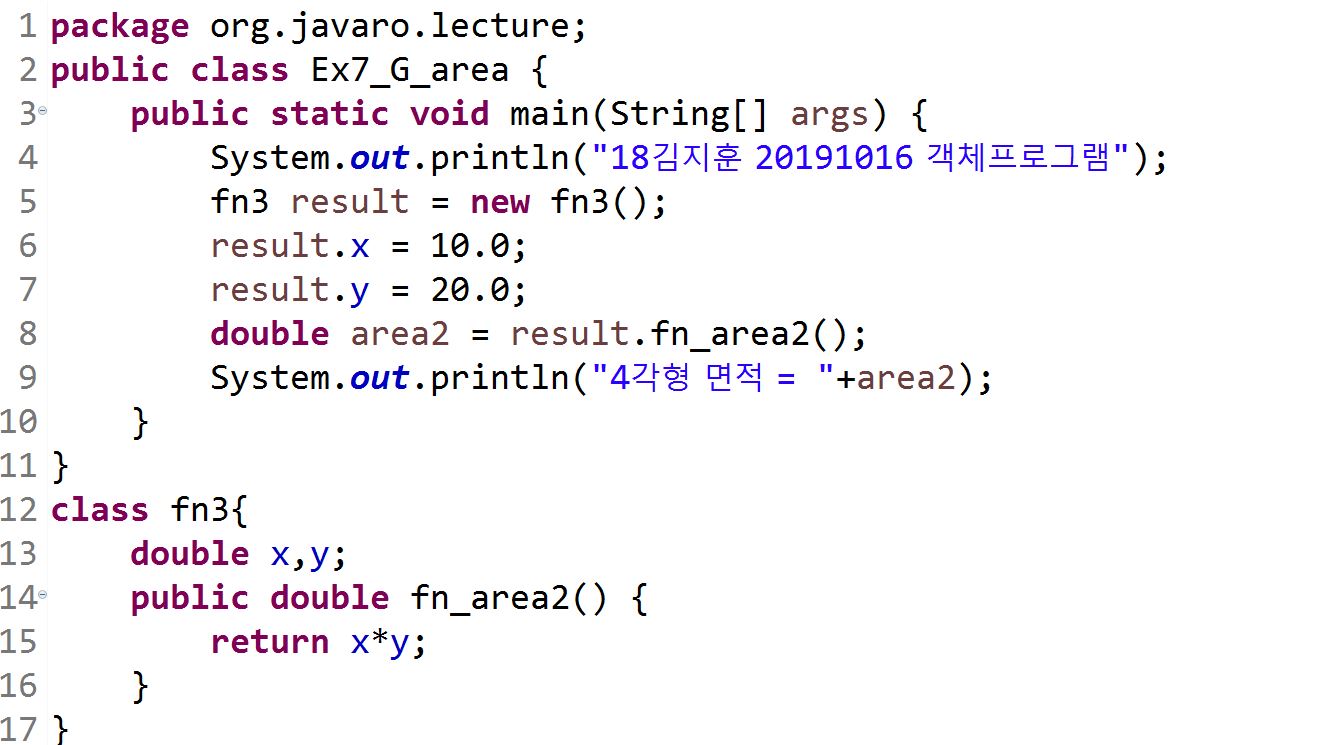 1 package org.javaro.lecture;
2 public class Ex7_G_area {
3 public static void main(String[] args) {
4 System.out.println("18김지훈 20191016 객체프로그램");
5 fn3 result = new fn3();
6 result.x = 10.0;
7 result.y = 20.0;
8 double area2 = result.fn_area2();
9 System.out.println("4각형 면적 = "+area2);
10 }
11 }
12 class fn3{
13 double x,y;
14 public double fn_area2() {
15 return x*y;
16 }
17 }